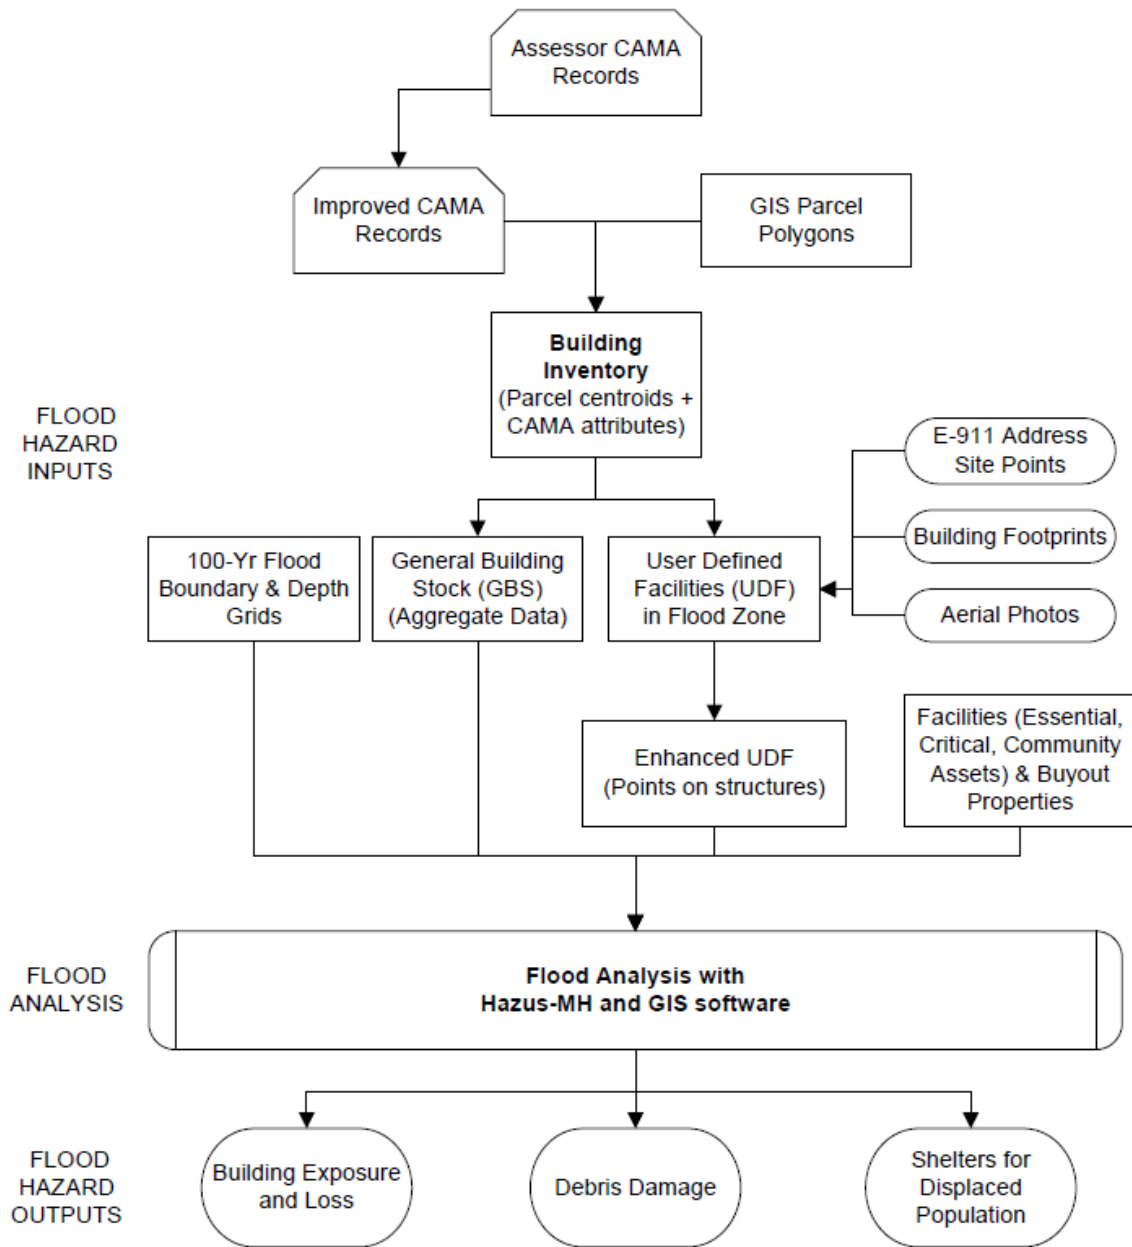 Assessor CAMA
Records
Improved CAMA
Records
GIS Parcel
Polygons
Building
Inventory
(Parcel centroids +
CAMA attributes)
FLOOD
HAZARD
INPUTS
E-911 Address
Site Points
Building Footprints
Aerial Photos
100-Yr Flood
Boundary & Depth
Grids
General Building
Stock (GBS)
(Aggregate Data)
User Defined
Facilities (UDF)
in Flood Zone
Enhanced UDF
(Points on structures)
Facilities (Essential,
Critical, Community
Assets) & Buyout
Properties
FLOOD
ANALYSIS
Flood Analysis with
Hazus-MH and GIS software
FLOOD
HAZARD
OUTPUTS
Building Exposure
and Loss
Debris Damage
Shelters for
Displaced
Population